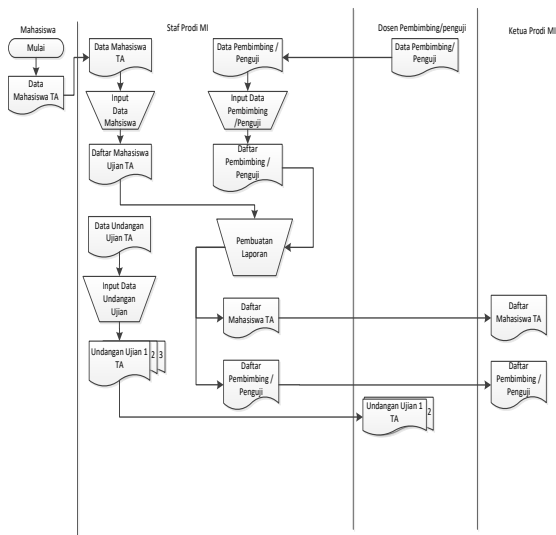 Mahasiswa
Staf Prodi MI
Dosen Pembimbing/penguji
Ketua Prodi MI
Mulai
Data
Mahasiswa TA
Data Mahasiswa
TA
Data Pembimbing /
Penguji
Data Pembimbing/
Penguji
Input
Data
Mahsiswa
Input Data
Pembimbing
/Penguji
Daftar Mahasiswa
Ujian TA
Daftar
Pembimbing /
Penguji
Data Undangan
Ujian TA
Pembuatan
Laporan
Input Data
Undangan
Ujian
Daftar
Mahasiswa TA
Daftar
Mahasiswa TA
Undangan Ujian 1 2 3
TA
Daftar
Pembimbing /
Penguji
Daftar
Pembimbing /
Penguji
Undangan Ujian 1 2
TA